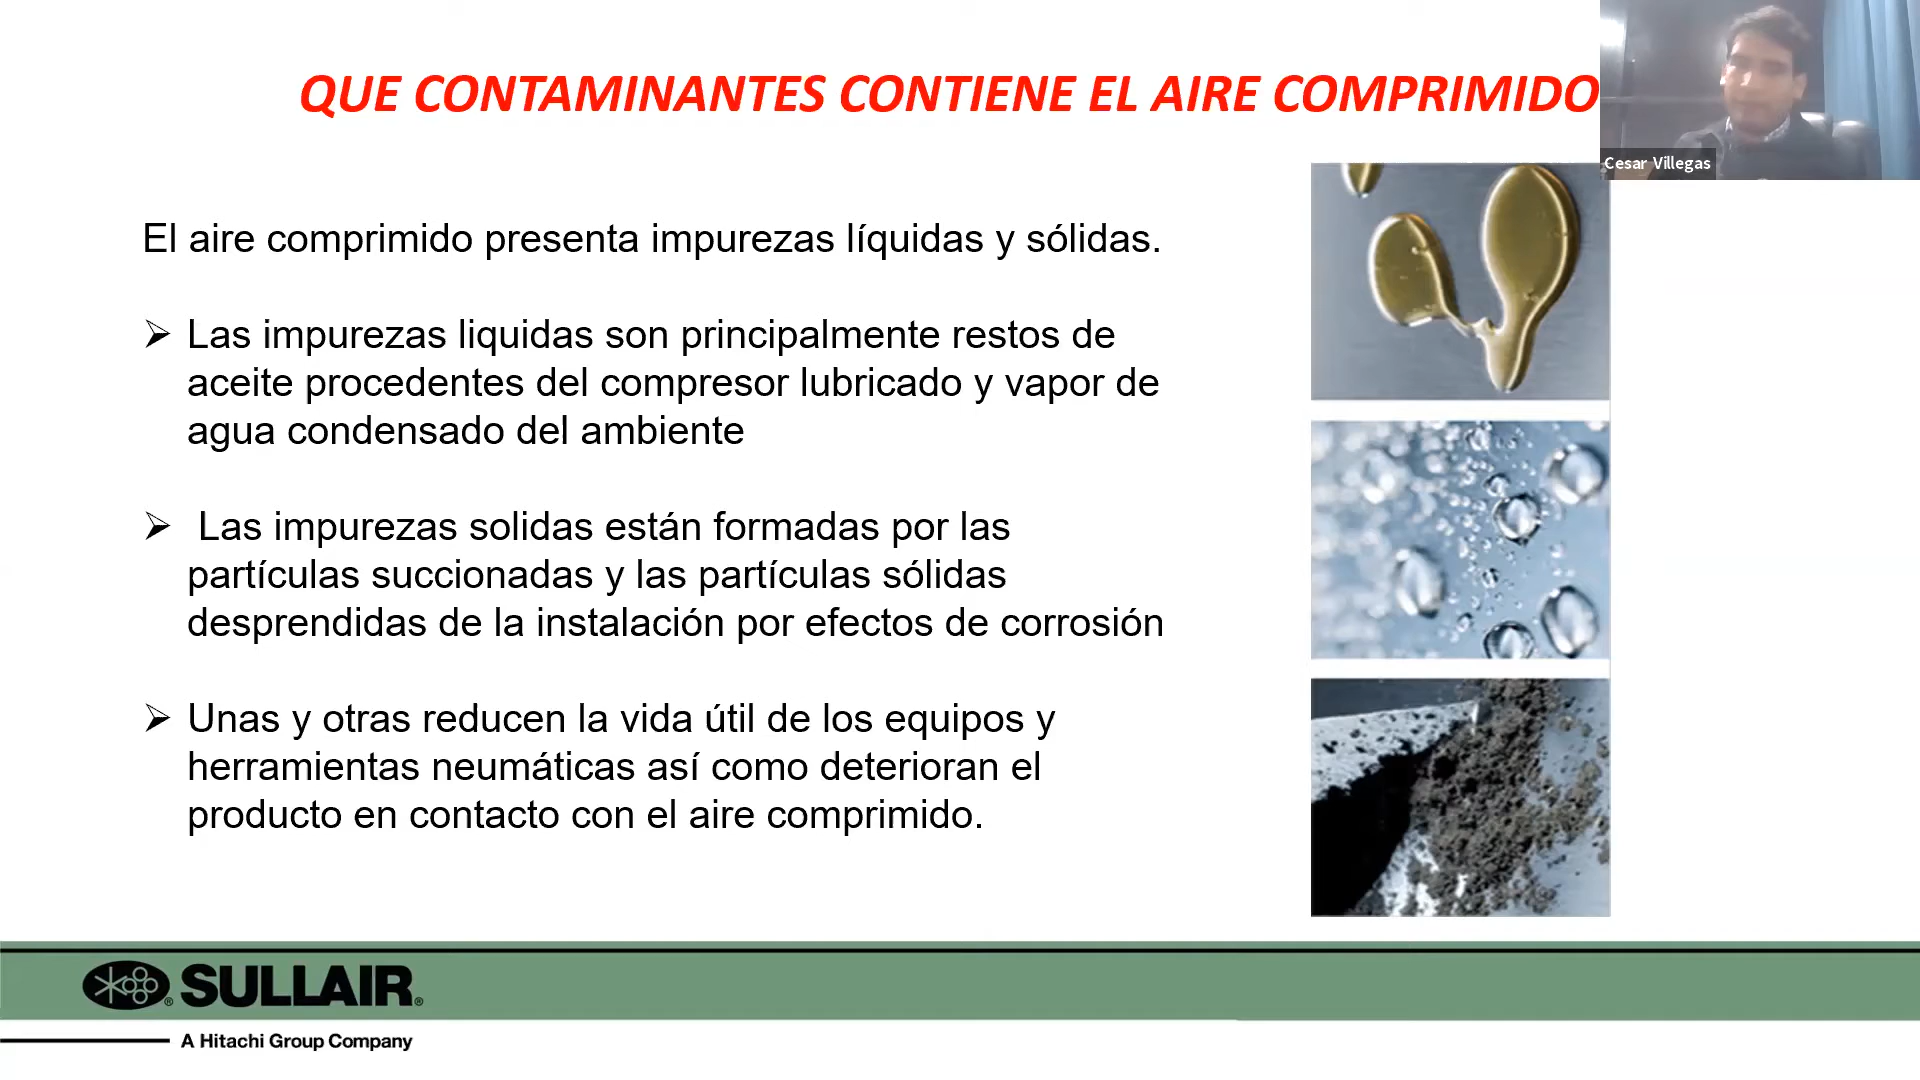 QUE CONTAMINANTES CONTIENE EL AIRE COMPRIMIDO
Cesar Villegas
El aire comprimido presenta impurezas líquidas y sólidas.
➢ Las impurezas liquidas son principalmente restos de
aceite procedentes del compresor lubricado y vapor de
agua condensado del ambiente
➢ Las impurezas solidas están formadas por las
partículas succionadas y las partículas sólidas
desprendidas de la instalación por efectos de corrosión
➢ Unas y otras reducen la vida útil de los equipos y
herramientas neumáticas así como deterioran el
producto en contacto con el aire comprimido.
® SULLAIR®
A Hitachi Group Company